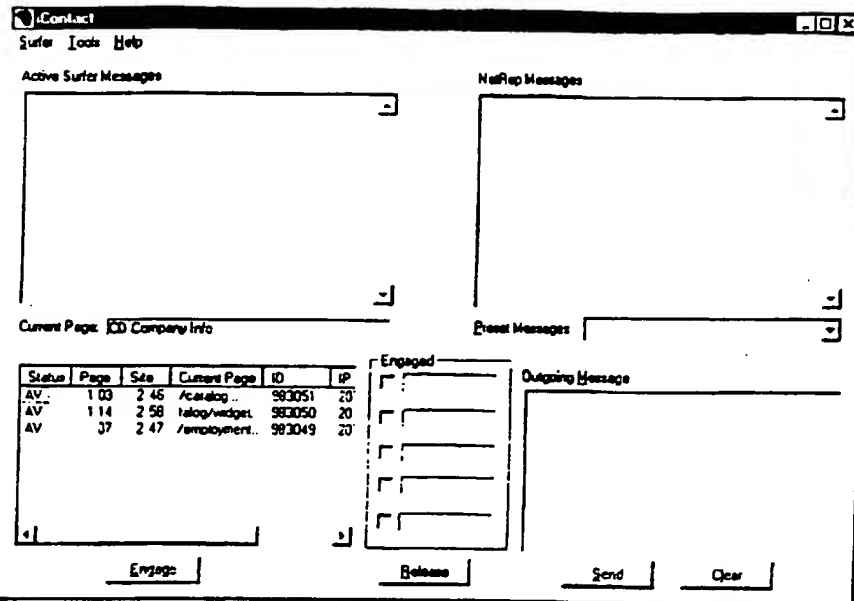 iContact
Surfer Tools Help
Active Surfer Messages
NetRep Messages
Current Page: CD Company Info
Preset Messages
Status Page Site Current Page ID IP
AV 1 03 2 46 /catalog.. 983051 20
AV 1 14 2 58 talog/widget. 983050 20
AV 37 2 47 /employment.. 983049 20
Engaged
Outgoing Message
Engage
Release
Send
Clear